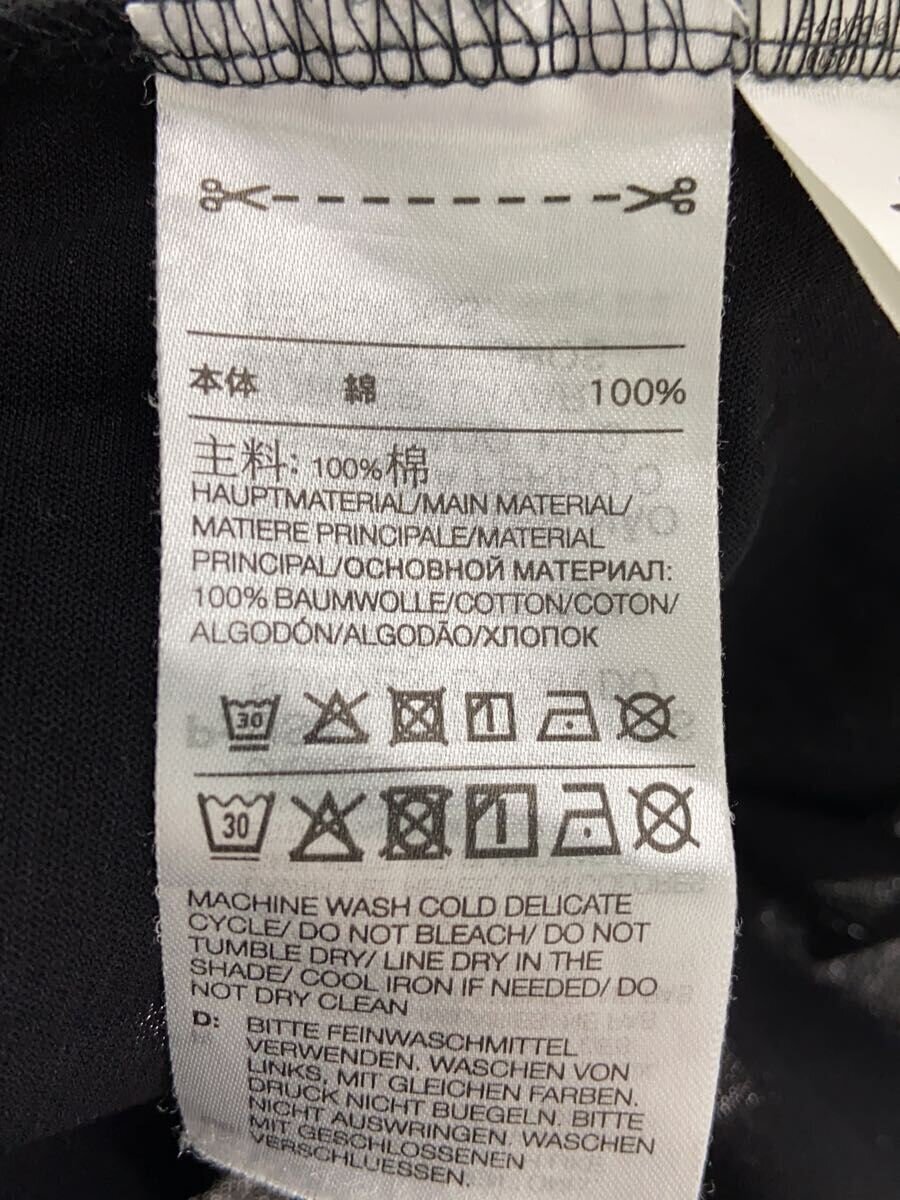 本体 綿 100%
主料: 100%棉
HAUPTMATERIAL/MAIN MATERIAL/
MATIERE PRINCIPALE/MATERIAL
PRINCIPAL/ОСНОВНОЙ МАТЕРИАЛ:
100% BAUMWOLLE/COTTON/COTON/
ALGODÓN/ALGODÃO/ХЛОПОК
30
30
MACHINE WASH COLD DELICATE
CYCLE/ DO NOT BLEACH/ DO NOT
TUMBLE DRY/ LINE DRY IN THE
SHADE/ COOL IRON IF NEEDED/ DO
NOT DRY CLEAN
D: BITTE FEINWASCHMITTEL
VERWENDEN. WASCHEN VON
LINKS, MIT GLEICHEN FARBEN.
DRUCK NICHT BUEGELN. BITTE
NICHT AUSWRINGEN. WASCHEN
MIT GESCHLOSSENEN
VERSCHLUESSEN.